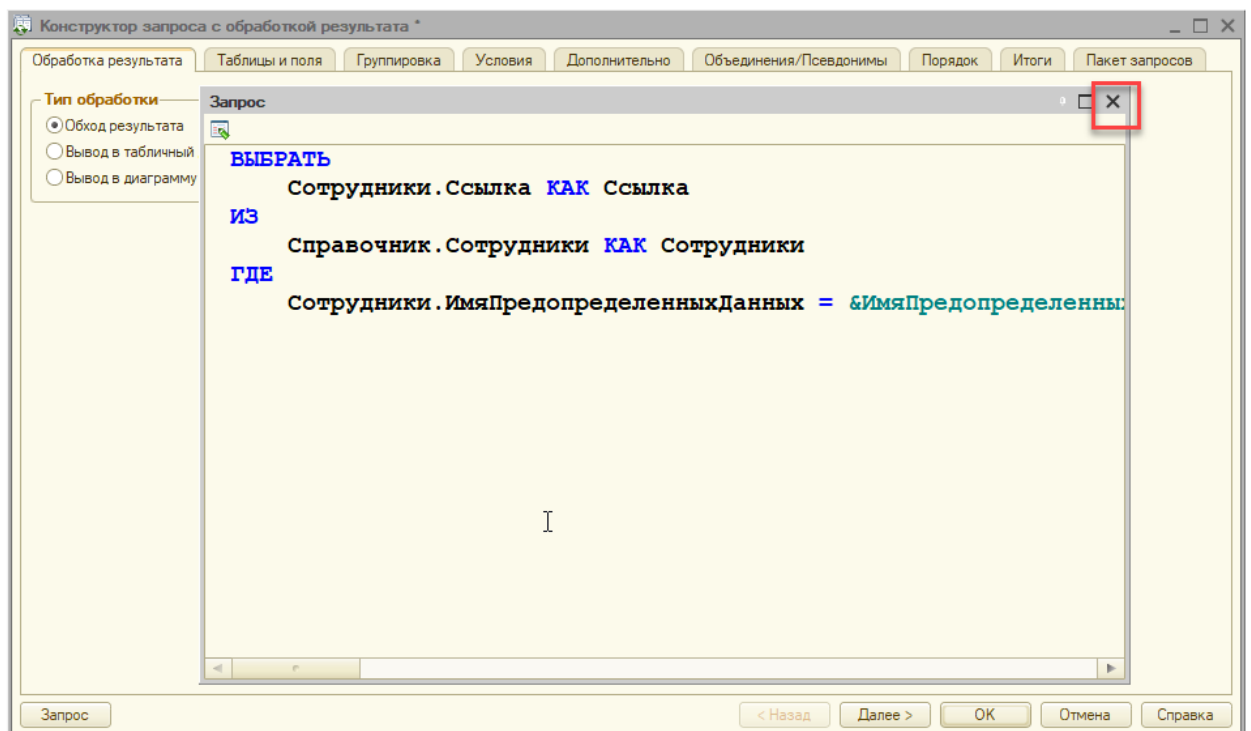 Конструктор запроса с обработкой результата *
Обработка результата Таблицы и поля Группировка Условия Дополнительно Объединения/Псевдонимы Порядок Итоги Пакет запросов
Тип обработки
Обход результата
Вывод в табличный
Вывод в диаграмму
Запрос
ВЫБРАТЬ
Сотрудники.Ссылка КАК Ссылка
ИЗ
Справочник.Сотрудники КАК Сотрудники
ГДЕ
Сотрудники.ИмяПредопределенныхДанных = &ИмяПредопределенных
Запрос < Назад Далее > OK Отмена Справка